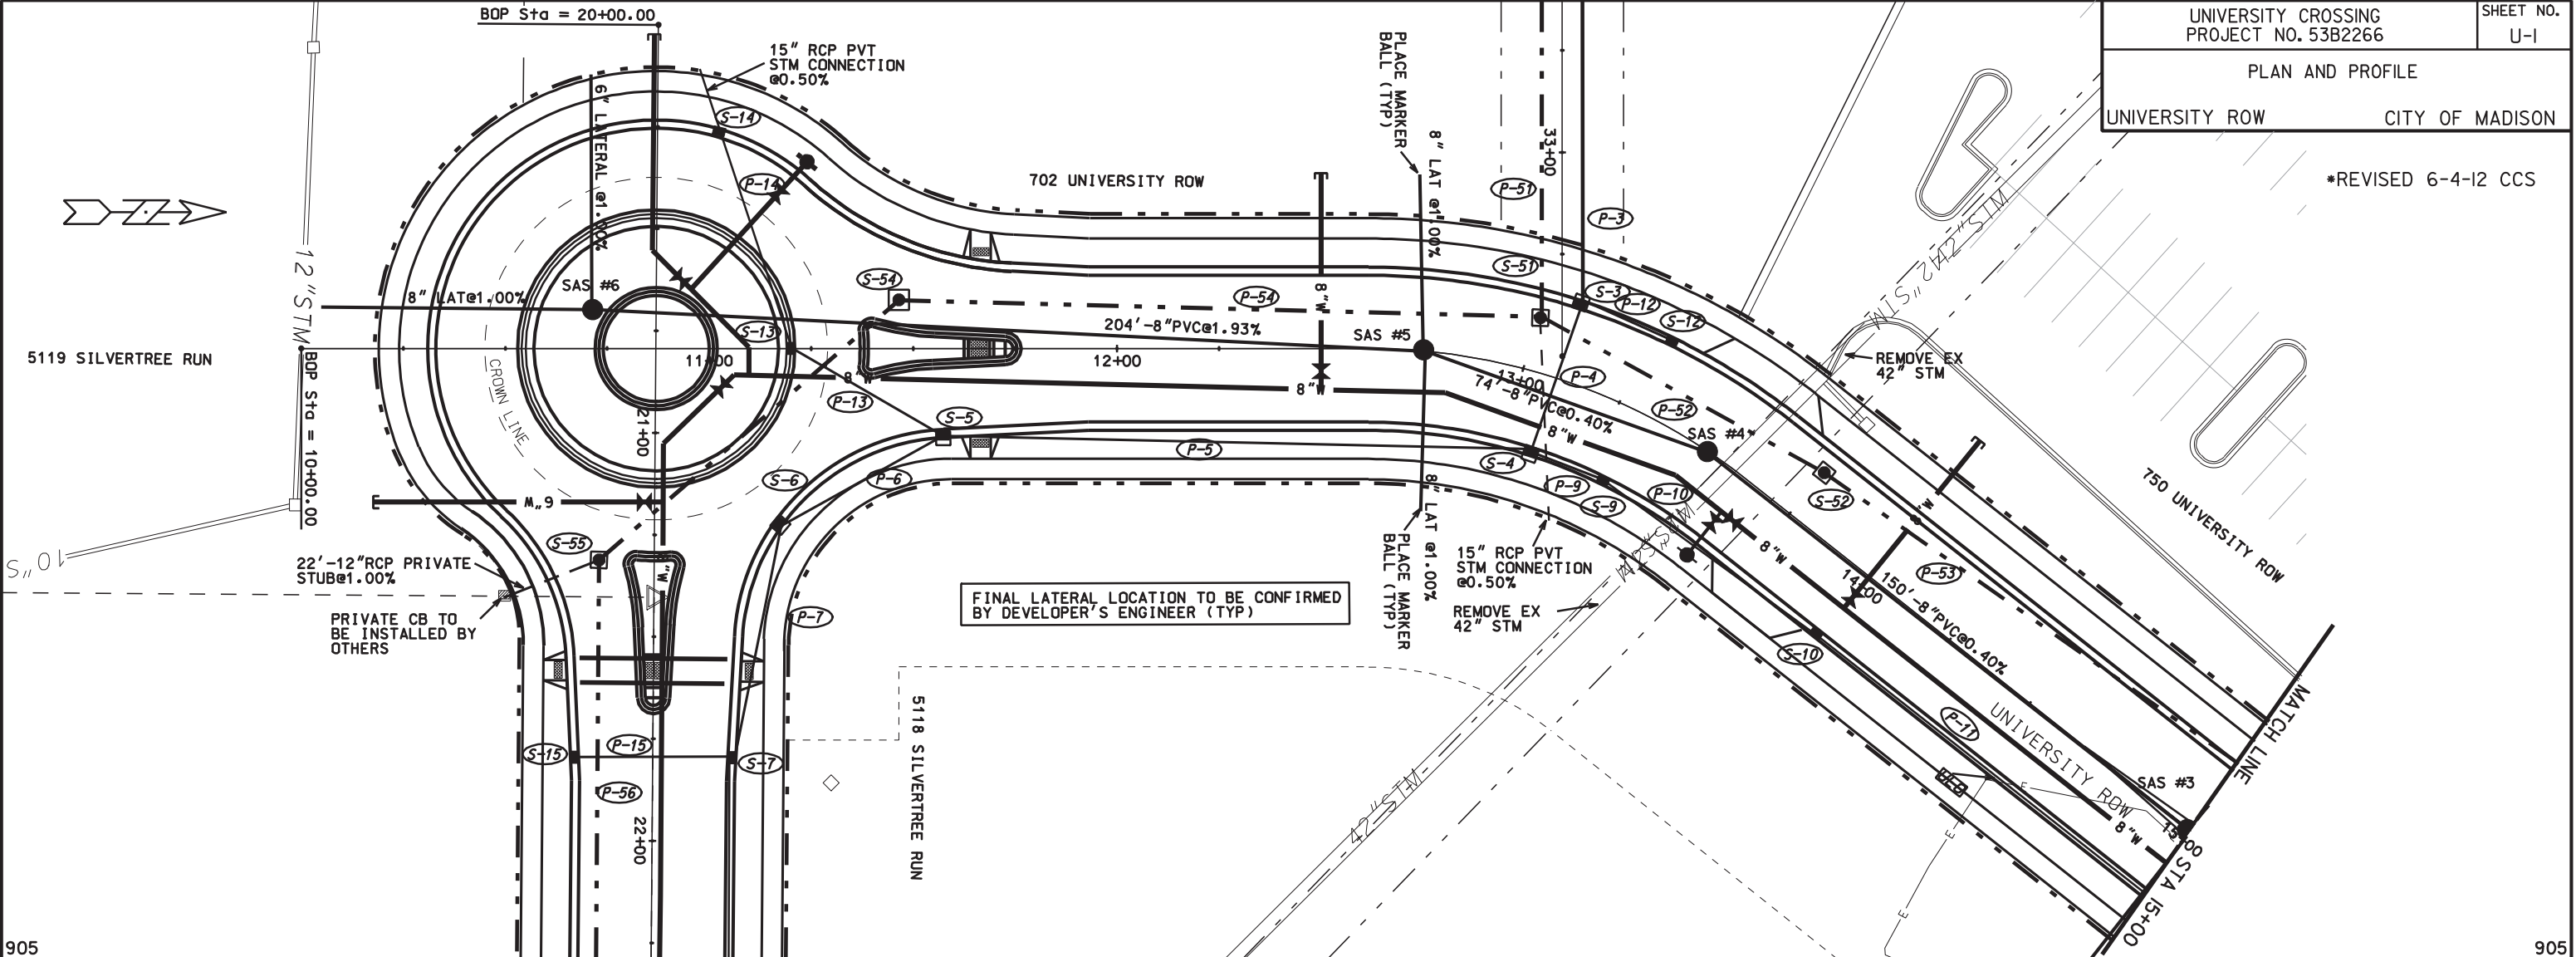 BOP Sta = 20+00.00
UNIVERSITY CROSSING
PROJECT NO. 53B2266
SHEET NO.
U-1
PLAN AND PROFILE
UNIVERSITY ROW
CITY OF MADISON
*REVISED 6-4-12 CCS
15" RCP PVT
STM CONNECTION
@0.50%
6" LATERAL @1.00%
S-14
P-14
702 UNIVERSITY ROW
PLACE MARKER
BALL (TYP)
8" LAT @1.00%
33+00
P-51
P-3
S-51
S-3
P-12
S-12
12"STM
5119 SILVERTREE RUN
BOP Sta = 10+00.00
8" LAT@1.00%
SAS #6
CROWN LINE
S-13
S-54
P-54
204'-8"PVC@1.93%
11+00
12+00
8"W
8"W
8"W
SAS #5
13+00
74'-8"PVC@0.40%
P-4
P-52
8"W
SAS #4
42"STM
42"STM
REMOVE EX
42" STM
P-13
S-5
P-5
S-6
P-6
21+00
6"W
S-4
P-9
S-9
P-10
S-52
8"W
750 UNIVERSITY ROW
10"S
S-55
22'-12"RCP PRIVATE
STUB@1.00%
PRIVATE CB TO
BE INSTALLED BY
OTHERS
"W
P-7
FINAL LATERAL LOCATION TO BE CONFIRMED
BY DEVELOPER'S ENGINEER (TYP)
8" LAT @1.00%
PLACE MARKER
BALL (TYP)
15" RCP PVT
STM CONNECTION
@0.50%
REMOVE EX
42" STM
8"W
14+00
150'-8"PVC@0.40%
P-53
S-10
P-11
UNIVERSITY ROW
SAS #3
8"W
15+00
MATCH LINE
STA 15+00
S-15
P-15
S-7
P-56
22+00
5118 SILVERTREE RUN
42"STM
E
E
E
905
905